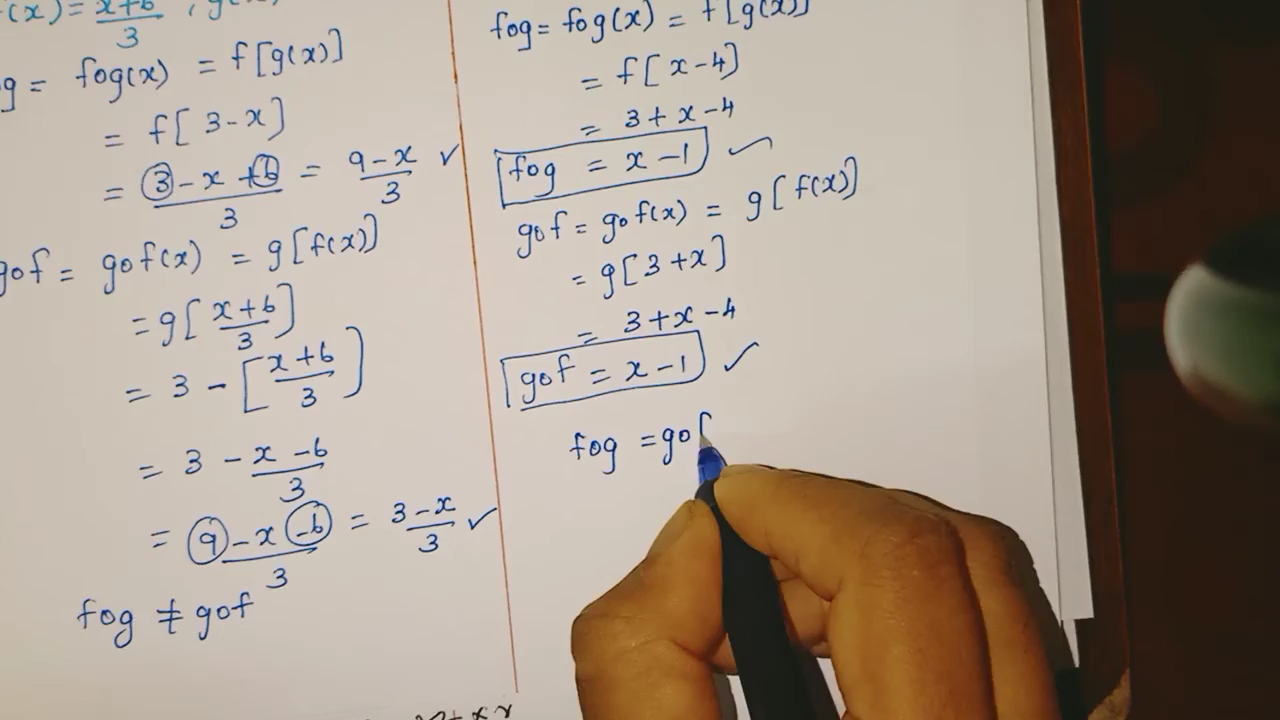 (x) = x+6/3 , g(x)
g = fog(x) = f[g(x)]
= f[3-x]
= 3-x+6/3 = 9-x/3 ✓
gof = gof(x) = g[f(x)]
= g[x+6/3]
= 3-[x+6/3]
= 3-x-6/3
= 9-x-6/3 = 3-x/3 ✓
fog ≠ gof
fog = fog(x) = f[g(x)]
= f[x-4]
= 3+x-4
fog = x-1 ✓
gof = gof(x) = g[f(x)]
= g[3+x]
= 3+x-4
gof = x-1 ✓
fog = gof